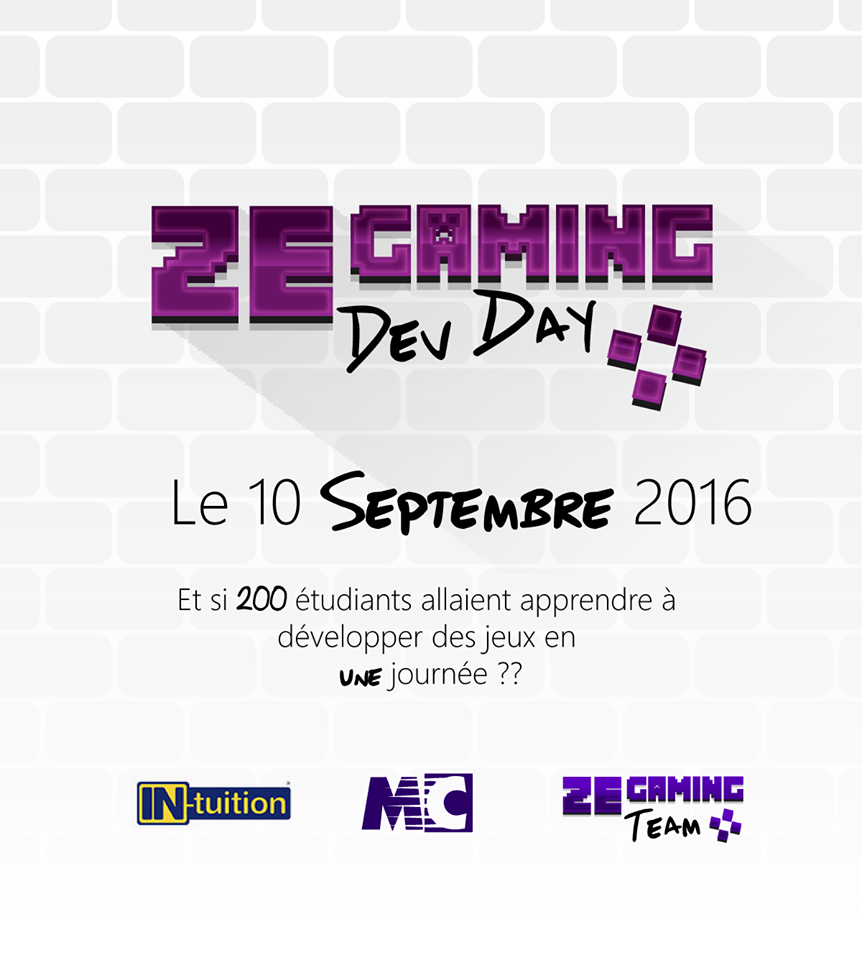 ZE GAMING
DEV DAY
Le 10 SEPTEMBRE 2016
Et si 200 étudiants allaient apprendre à
développer des jeux en
UNE journée ??
IN-tuition
MC
ZE GAMING
TEAM